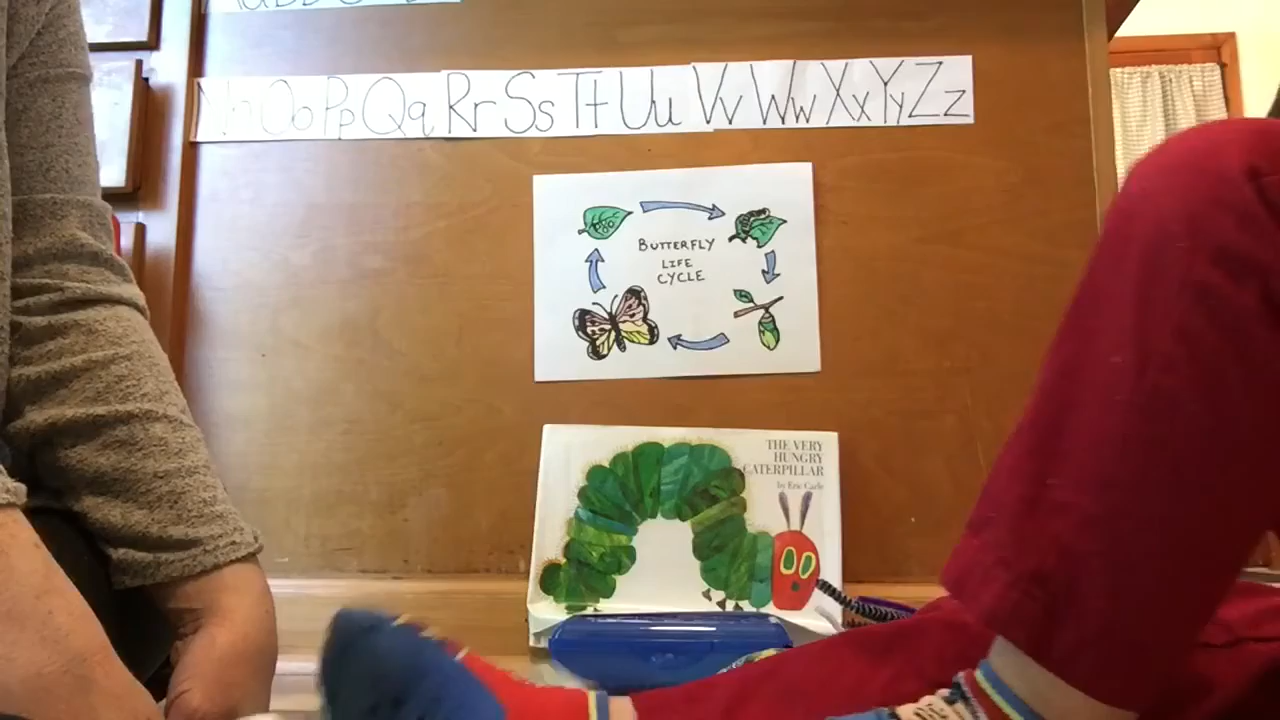 Nn Oo Pp Qq Rr Ss Tt Uu Vv Ww Xx Yy Zz
BUTTERFLY
LIFE
CYCLE
THE VERY
HUNGRY
CATERPILLAR
by Eric Carle